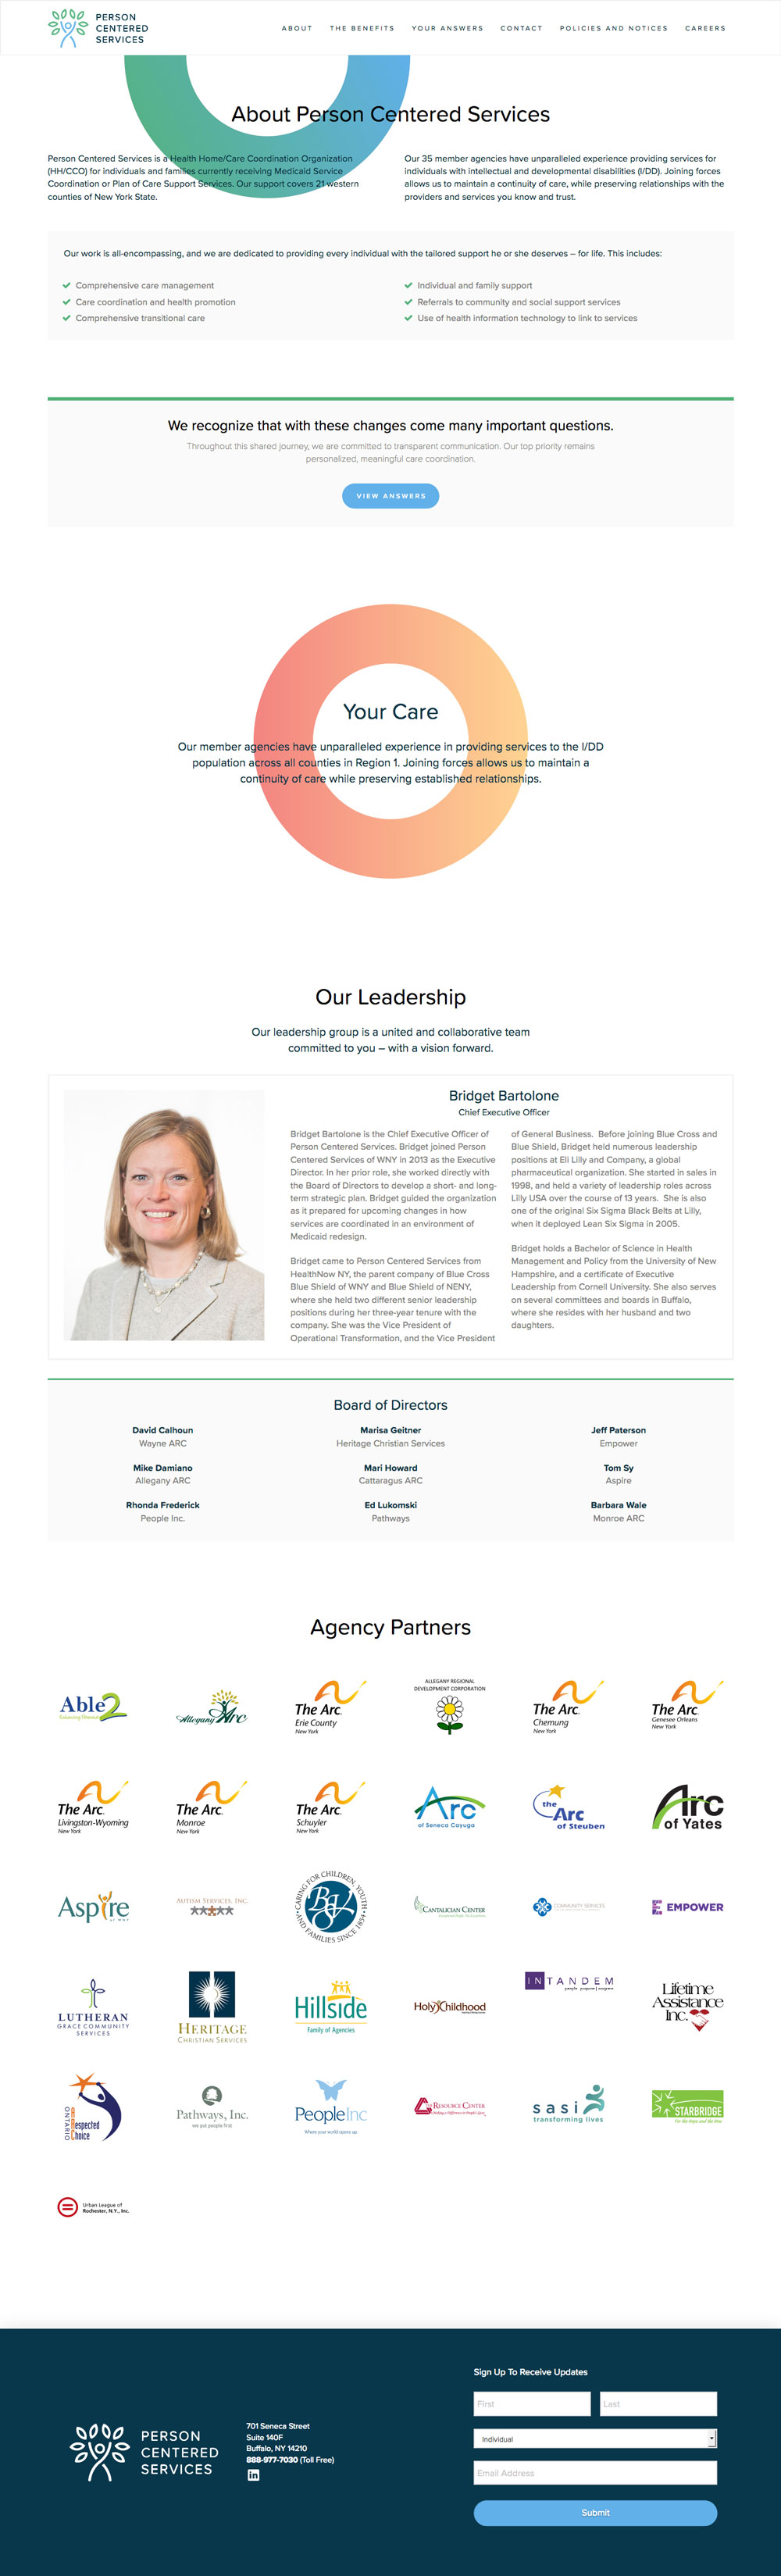 PERSON
CENTERED
SERVICES
ABOUT THE BENEFITS YOUR ANSWERS CONTACT POLICIES AND NOTICES CAREERS
About Person Centered Services
Person Centered Services is a Health Home/Care Coordination Organization
(HH/CCO) for individuals and families currently receiving Medicaid Service
Coordination or Plan of Care Support Services. Our support covers 21 western
counties of New York State.
Our 35 member agencies have unparalleled experience providing services for
individuals with intellectual and developmental disabilities (I/DD). Joining forces
allows us to maintain a continuity of care, while preserving relationships with the
providers and services you know and trust.
Our work is all-encompassing, and we are dedicated to providing every individual with the tailored support he or she deserves – for life. This includes:
Comprehensive care management
Care coordination and health promotion
Comprehensive transitional care
Individual and family support
Referrals to community and social support services
Use of health information technology to link to services
We recognize that with these changes come many important questions.
Throughout this shared journey, we are committed to transparent communication. Our top priority remains
personalized, meaningful care coordination.
VIEW ANSWERS
Your Care
Our member agencies have unparalleled experience in providing services to the I/DD
population across all counties in Region 1. Joining forces allows us to maintain a
continuity of care while preserving established relationships.
Our Leadership
Our leadership group is a united and collaborative team
committed to you – with a vision forward.
Bridget Bartolone
Chief Executive Officer
Bridget Bartolone is the Chief Executive Officer of
Person Centered Services. Bridget joined Person
Centered Services of WNY in 2013 as the Executive
Director. In her prior role, she worked directly with
the Board of Directors to develop a short- and long-
term strategic plan. Bridget guided the organization
as it prepared for upcoming changes in how
services are coordinated in an environment of
Medicaid redesign.
Bridget came to Person Centered Services from
HealthNow NY, the parent company of Blue Cross
Blue Shield of WNY and Blue Shield of NENY,
where she held two different senior leadership
positions during her three-year tenure with the
company. She was the Vice President of
Operational Transformation, and the Vice President
of General Business. Before joining Blue Cross and
Blue Shield, Bridget held numerous leadership
positions at Eli Lilly and Company, a global
pharmaceutical organization. She started in sales in
1998, and held a variety of leadership roles across
Lilly USA over the course of 13 years. She is also
one of the original Six Sigma Black Belts at Lilly,
when it deployed Lean Six Sigma in 2005.
Bridget holds a Bachelor of Science in Health
Management and Policy from the University of New
Hampshire, and a certificate of Executive
Leadership from Cornell University. She also serves
on several committees and boards in Buffalo,
where she resides with her husband and two
daughters.
Board of Directors
David Calhoun
Wayne ARC
Marisa Geitner
Heritage Christian Services
Jeff Paterson
Empower
Mike Damiano
Allegany ARC
Mari Howard
Cattaragus ARC
Tom Sy
Aspire
Rhonda Frederick
People Inc.
Ed Lukomski
Pathways
Barbara Wale
Monroe ARC
Agency Partners
Able2
Allegany Arc
The Arc
Erie County
New York
ALLEGANY REGIONAL
DEVELOPMENT CORPORATION
The Arc
Chemung
New York
The Arc
Genesee Orleans
New York
The Arc
Livingston-Wyoming
New York
The Arc
Monroe
New York
The Arc
Schuyler
New York
Arc
of Seneca Cayuga
the
Arc
of Steuben
Arc
of Yates
Aspire
of WNY
AUTISM SERVICES, INC.
CARING FOR CHILDREN, YOUTH
AND FAMILIES SINCE 1854
CANTALICIAN CENTER
COMMUNITY SERVICES
EMPOWER
LUTHERAN
GRACE COMMUNITY
SERVICES
HERITAGE
CHRISTIAN SERVICES
Hillside
Family of Agencies
Holy Childhood
INTANDEM
Lifetime
Assistance
Inc.
ONTARIO
Respected
Choice
Pathways, Inc.
we put people first
People Inc
Where your world opens up
RESOURCE CENTER
sasi
transforming lives
STARBRIDGE
Urban League of
Rochester, N.Y., Inc.
PERSON
CENTERED
SERVICES
701 Seneca Street
Suite 140F
Buffalo, NY 14210
888-977-7030 (Toll Free)
in
Sign Up To Receive Updates
First
Last
Individual
Email Address
Submit